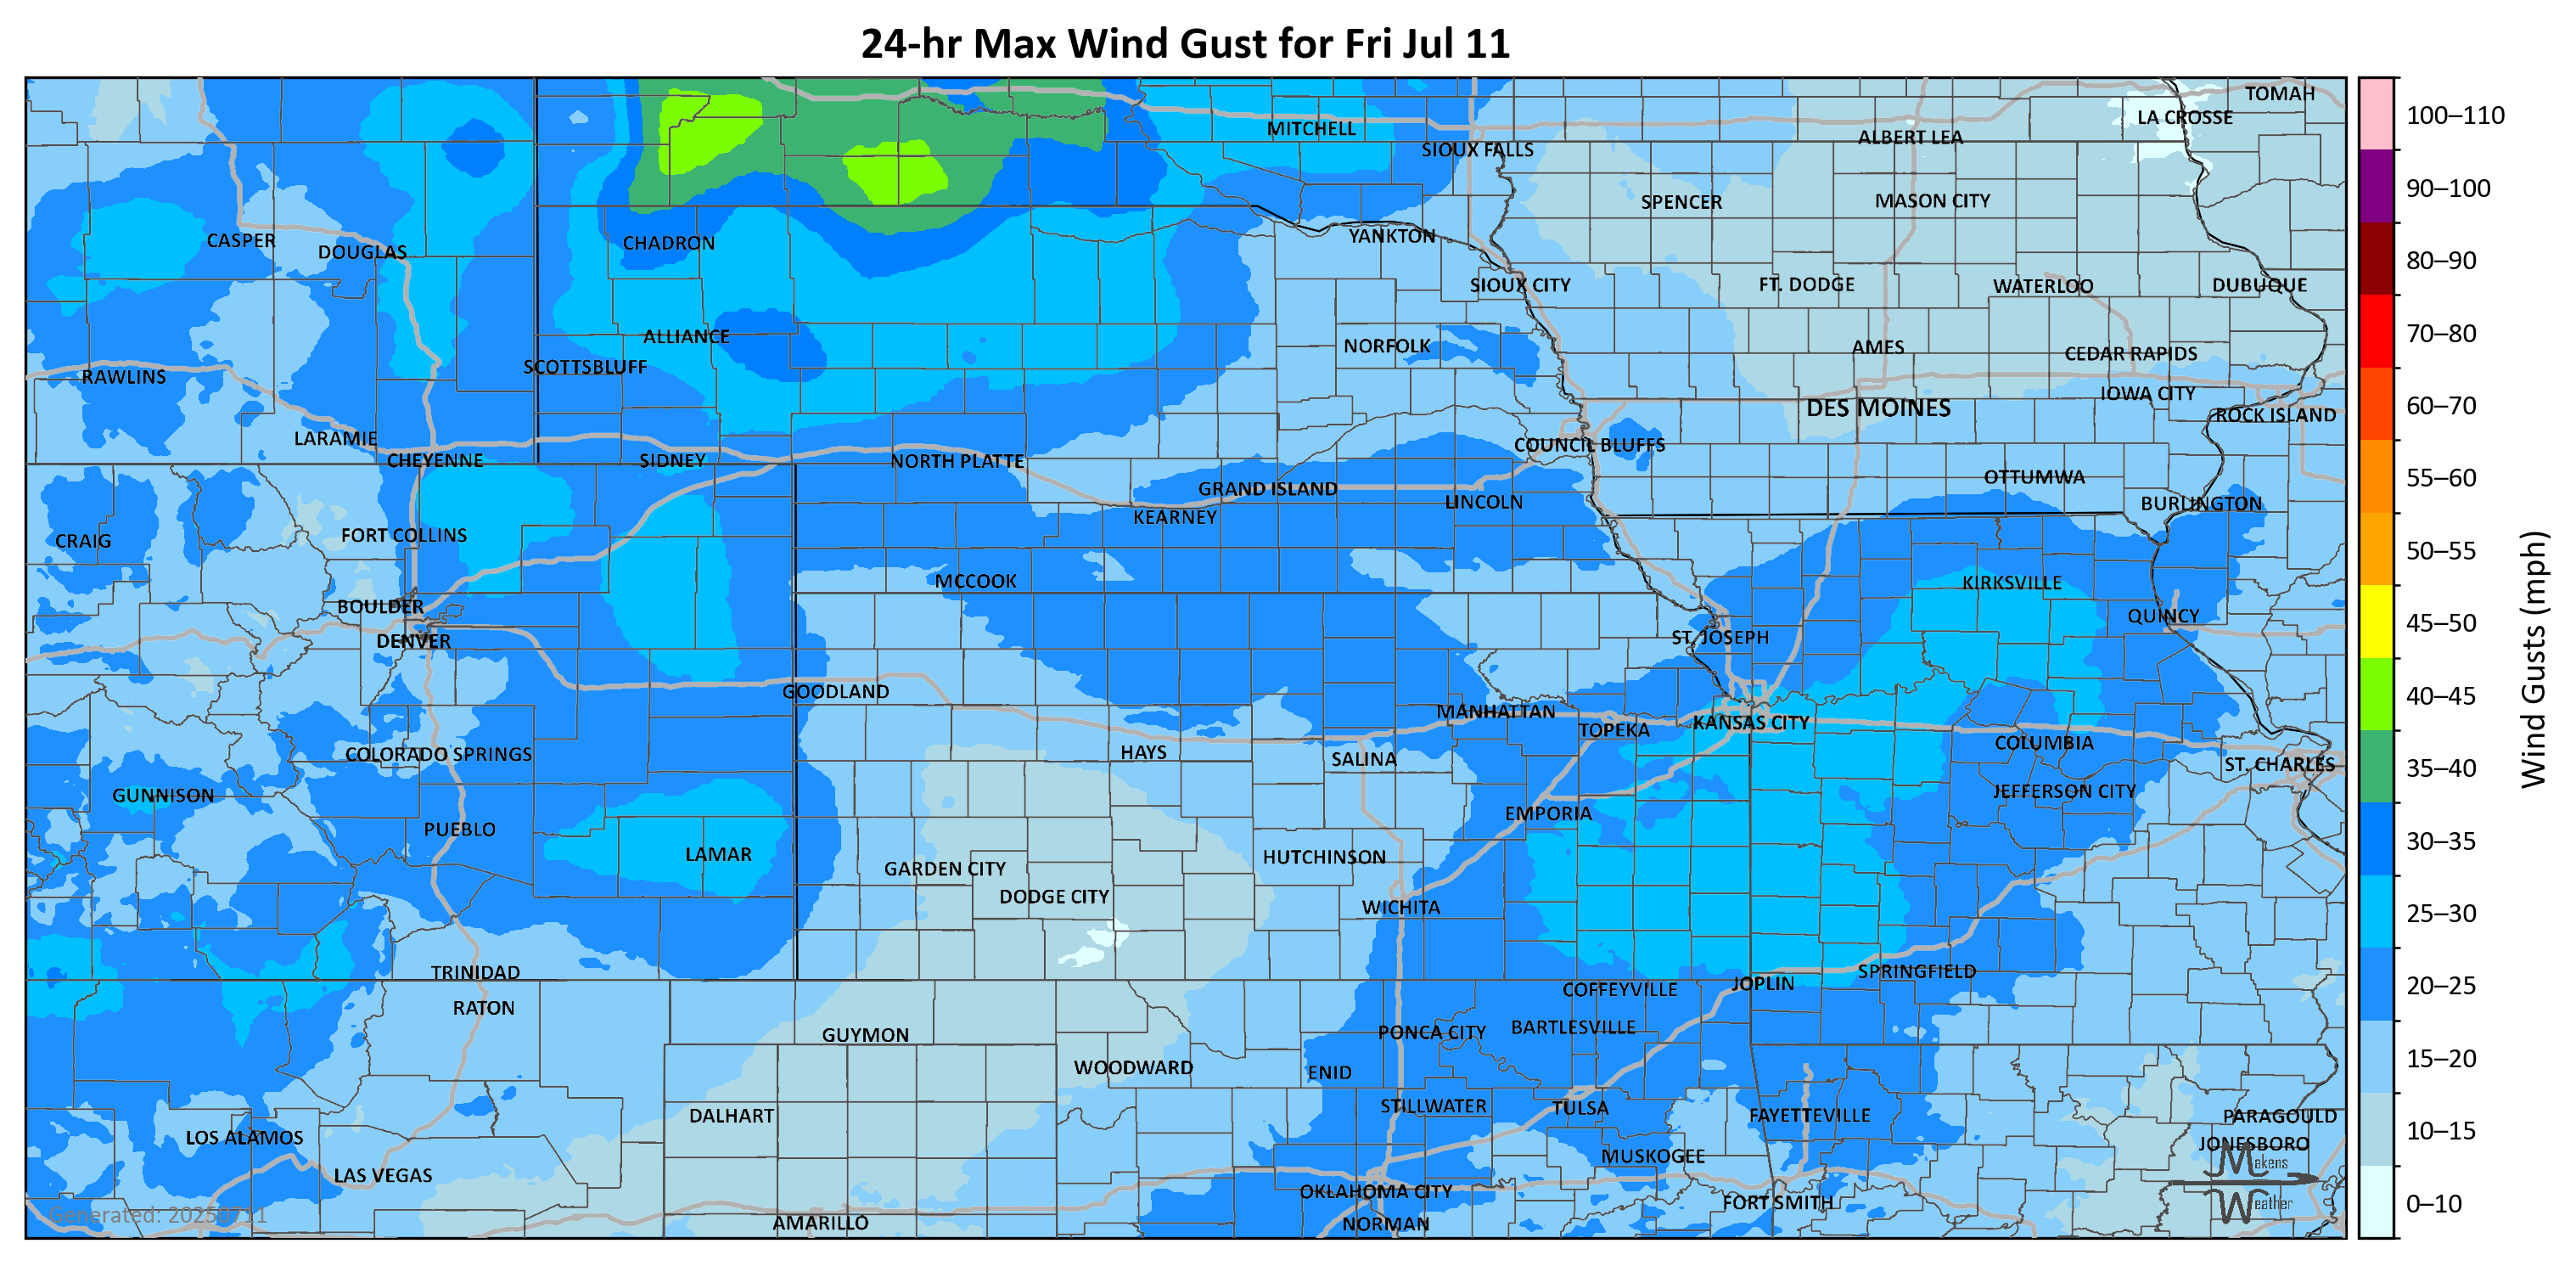 24-hr Max Wind Gust for Fri Jul 11
TOMAH
LA CROSSE
MITCHELL
ALBERT LEA
SIOUX FALLS
SPENCER
MASON CITY
CASPER
DOUGLAS
CHADRON
YANKTON
SIOUX CITY
FT. DODGE
WATERLOO
DUBUQUE
ALLIANCE
NORFOLK
AMES
CEDAR RAPIDS
SCOTTSBLUFF
RAWLINS
IOWA CITY
DES MOINES
ROCK ISLAND
LARAMIE
COUNCIL BLUFFS
CHEYENNE
SIDNEY
NORTH PLATTE
OTTUMWA
GRAND ISLAND
LINCOLN
BURLINGTON
KEARNEY
CRAIG
FORT COLLINS
MCCOOK
KIRKSVILLE
BOULDER
QUINCY
DENVER
ST. JOSEPH
GOODLAND
MANHATTAN
KANSAS CITY
TOPEKA
COLUMBIA
COLORADO SPRINGS
HAYS
SALINA
ST. CHARLES
GUNNISON
JEFFERSON CITY
EMPORIA
PUEBLO
LAMAR
HUTCHINSON
GARDEN CITY
DODGE CITY
WICHITA
TRINIDAD
SPRINGFIELD
JOPLIN
COFFEYVILLE
RATON
GUYMON
PONCA CITY
BARTLESVILLE
WOODWARD
ENID
STILLWATER
TULSA
DALHART
FAYETTEVILLE
PARAGOULD
LOS ALAMOS
JONESBORO
MUSKOGEE
LAS VEGAS
OKLAHOMA CITY
FORT SMITH
AMARILLO
NORMAN
Generated: 20250711
Makens
Weather
100–110
90–100
80–90
70–80
60–70
55–60
50–55
45–50
40–45
35–40
30–35
25–30
20–25
15–20
10–15
0–10
Wind Gusts (mph)